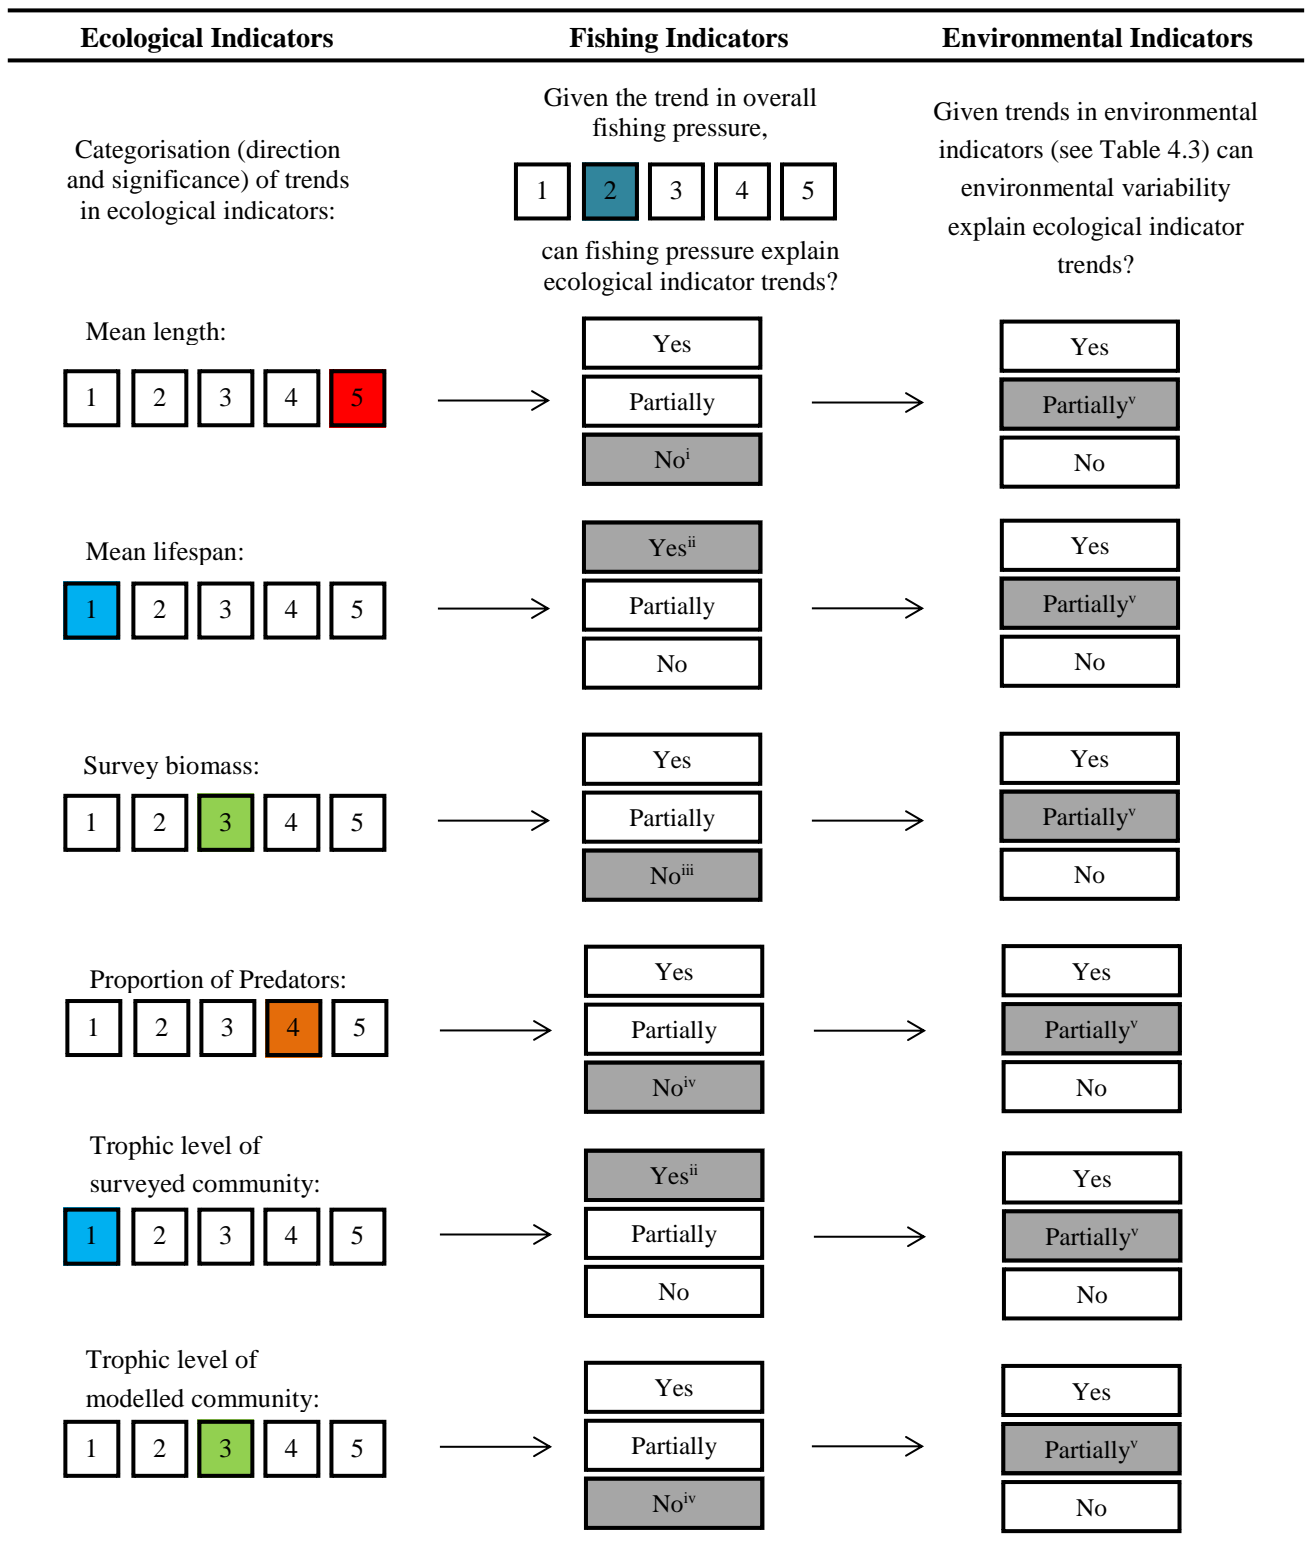 Ecological Indicators Fishing Indicators Environmental Indicators
Categorisation (direction
and significance) of trends
in ecological indicators:
Given the trend in overall
fishing pressure,
1 2 3 4 5
can fishing pressure explain
ecological indicator trends?
Given trends in environmental
indicators (see Table 4.3) can
environmental variability
explain ecological indicator
trends?
Mean length:
1 2 3 4 5
Yes
Partially
Noⁱ
Yes
Partiallyᵛ
No
Mean lifespan:
1 2 3 4 5
Yesⁱⁱ
Partially
No
Yes
Partiallyᵛ
No
Survey biomass:
1 2 3 4 5
Yes
Partially
Noⁱⁱⁱ
Yes
Partiallyᵛ
No
Proportion of Predators:
1 2 3 4 5
Yes
Partially
Noⁱᵛ
Yes
Partiallyᵛ
No
Trophic level of
surveyed community:
1 2 3 4 5
Yesⁱⁱ
Partially
No
Yes
Partiallyᵛ
No
Trophic level of
modelled community:
1 2 3 4 5
Yes
Partially
Noⁱᵛ
Yes
Partiallyᵛ
No